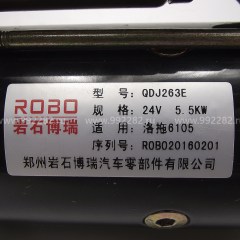 型 号: QDJ263E
ROBO
规 格: 24V 5.5KW
岩石博瑞
适 用: 洛拖6105
序列号: ROBO20160201
郑州岩石博瑞汽车零部件有限公司